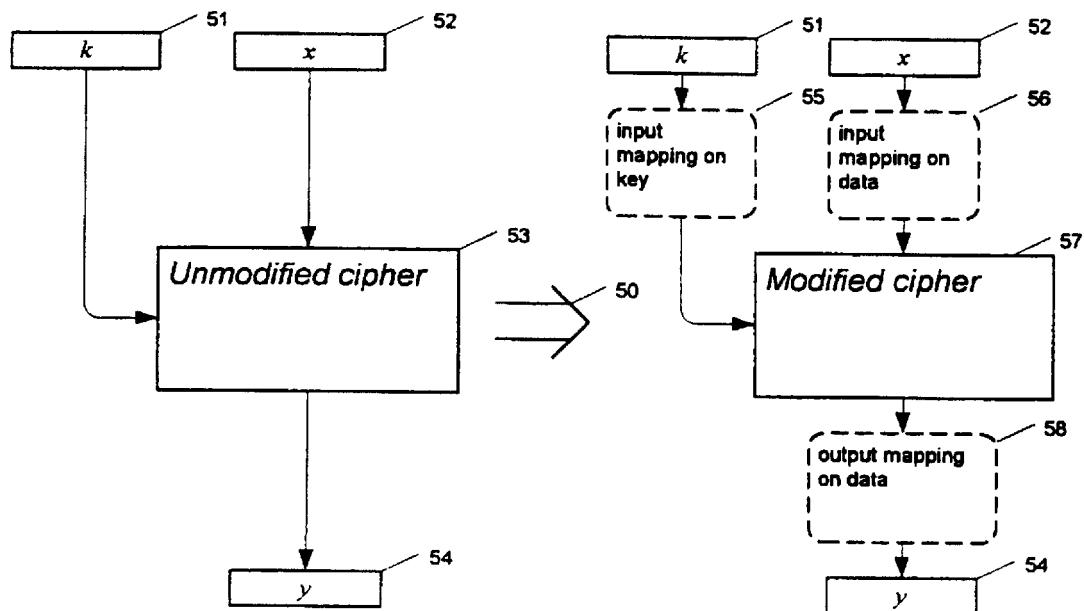 51
k
52
x
53
Unmodified cipher
54
y
50
51
k
52
x
55
input
mapping on
key
56
input
mapping on
data
57
Modified cipher
58
output mapping
on data
54
y